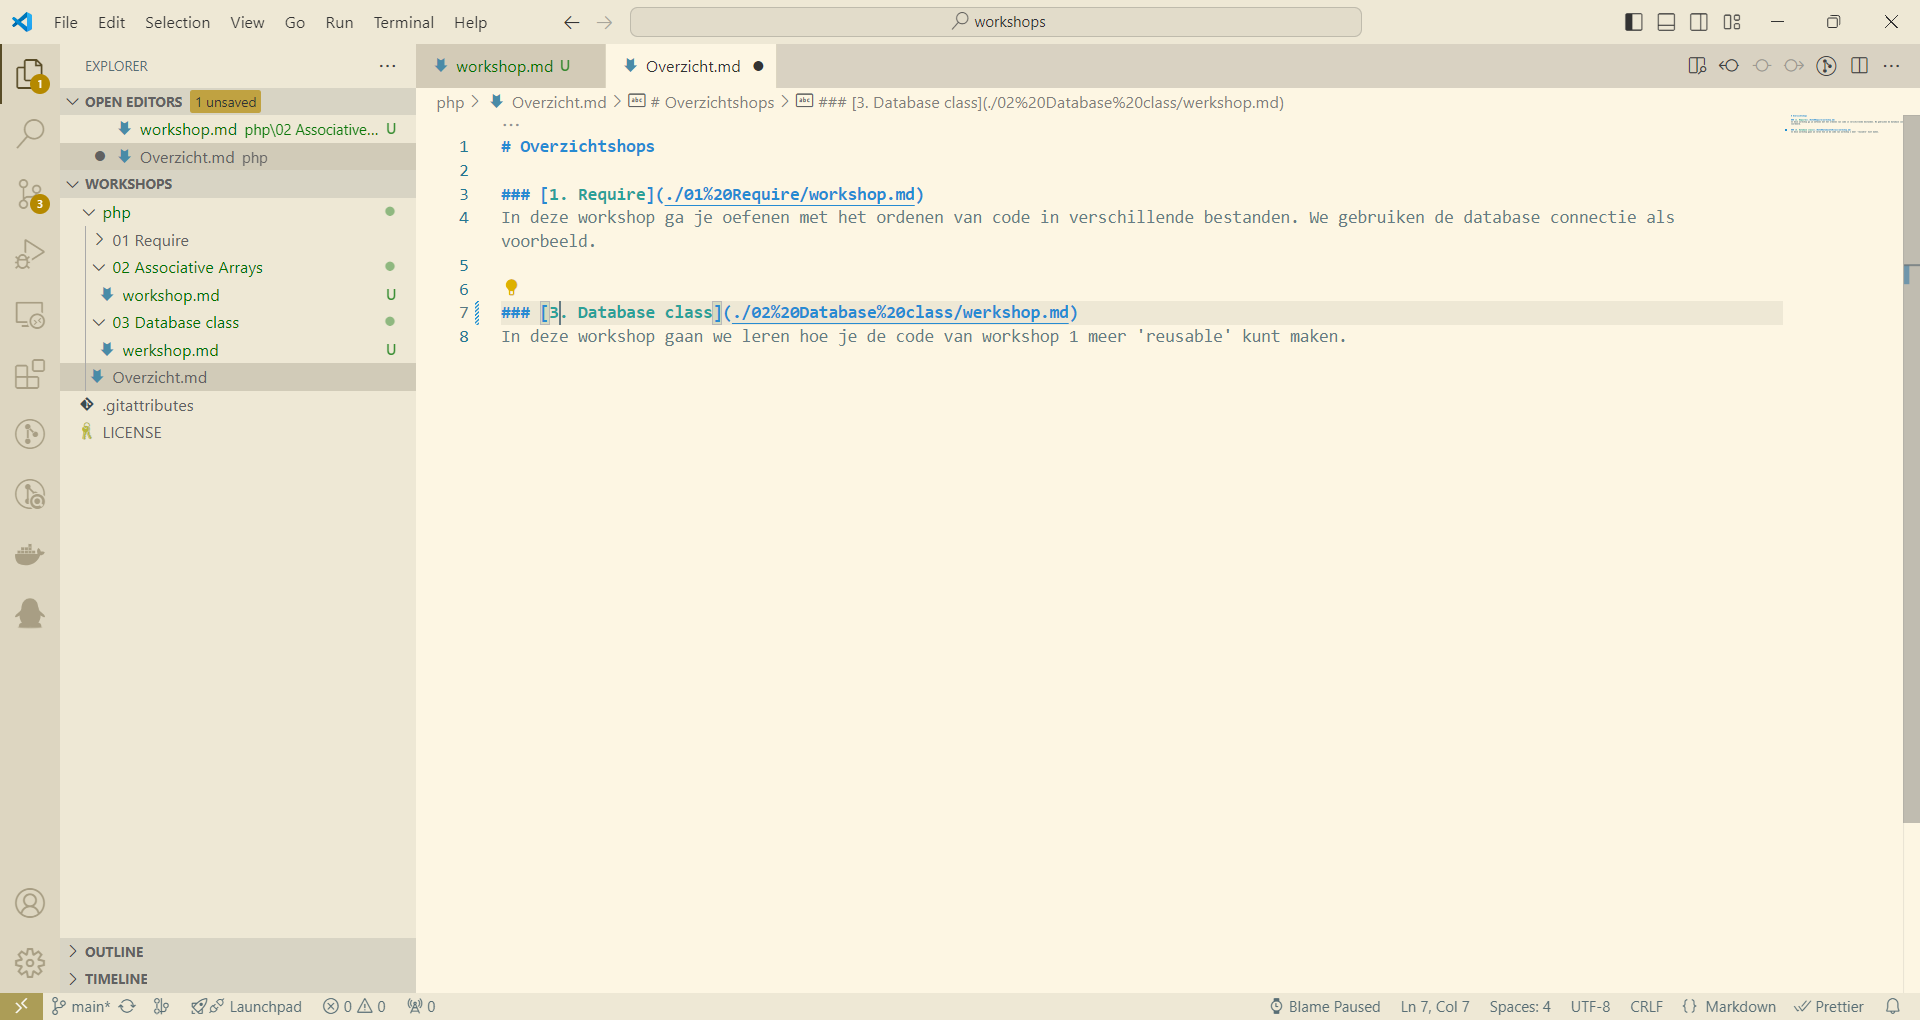 File Edit Selection View Go Run Terminal Help
workshops
EXPLORER
OPEN EDITORS 1 unsaved
workshop.md php\02 Associative... U
Overzicht.md php
WORKSHOPS
php
01 Require
02 Associative Arrays
workshop.md U
03 Database class
werkshop.md U
Overzicht.md
.gitattributes
LICENSE
OUTLINE
TIMELINE
1
3
workshop.md U
Overzicht.md
php > Overzicht.md > # Overzichtshops > ### [3. Database class](./02%20Database%20class/werkshop.md)
...
1 # Overzichtshops
2
3 ### [1. Require](./01%20Require/workshop.md)
4 In deze workshop ga je oefenen met het ordenen van code in verschillende bestanden. We gebruiken de database connectie als
voorbeeld.
5
6
7 ### [3. Database class](./02%20Database%20class/werkshop.md)
8 In deze workshop gaan we leren hoe je de code van workshop 1 meer 'reusable' kunt maken.
main* Launchpad 0 0 0
Blame Paused Ln 7, Col 7 Spaces: 4 UTF-8 CRLF {} Markdown Prettier